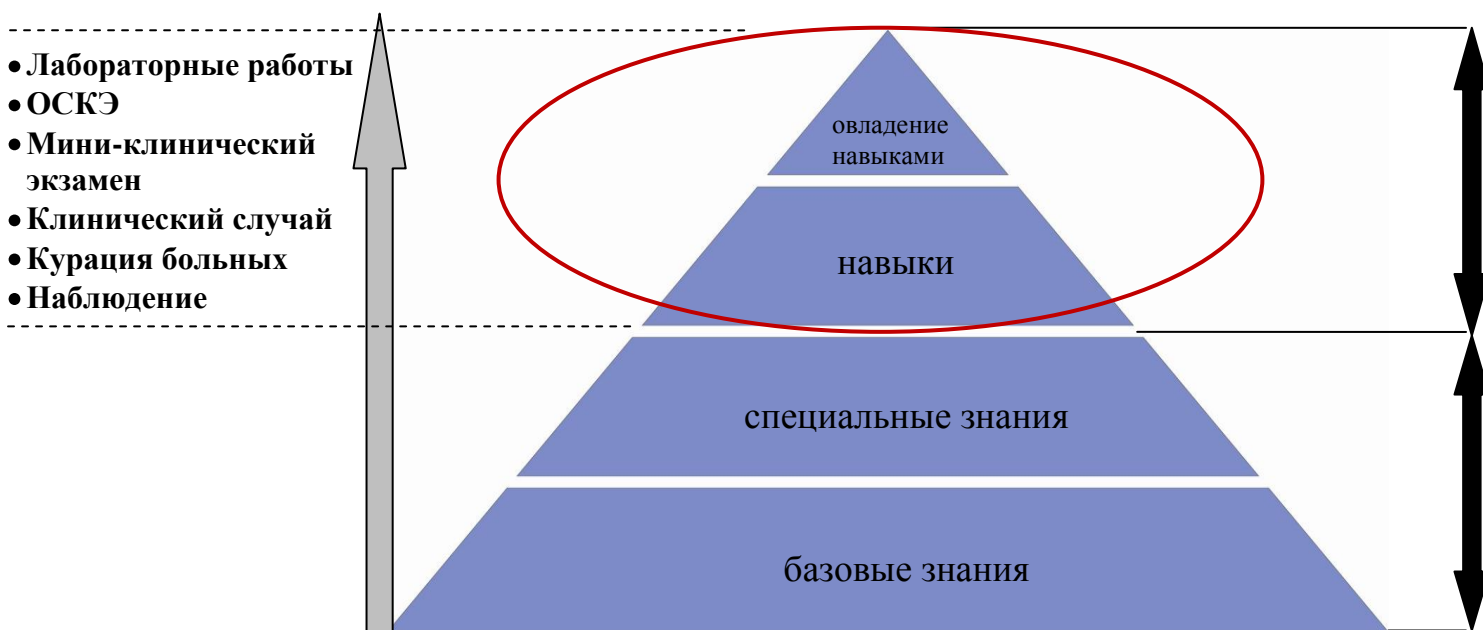 • Лабораторные работы
• ОСКЭ
• Мини-клинический
экзамен
• Клинический случай
• Курация больных
• Наблюдение
овладение
навыками
навыки
специальные знания
базовые знания